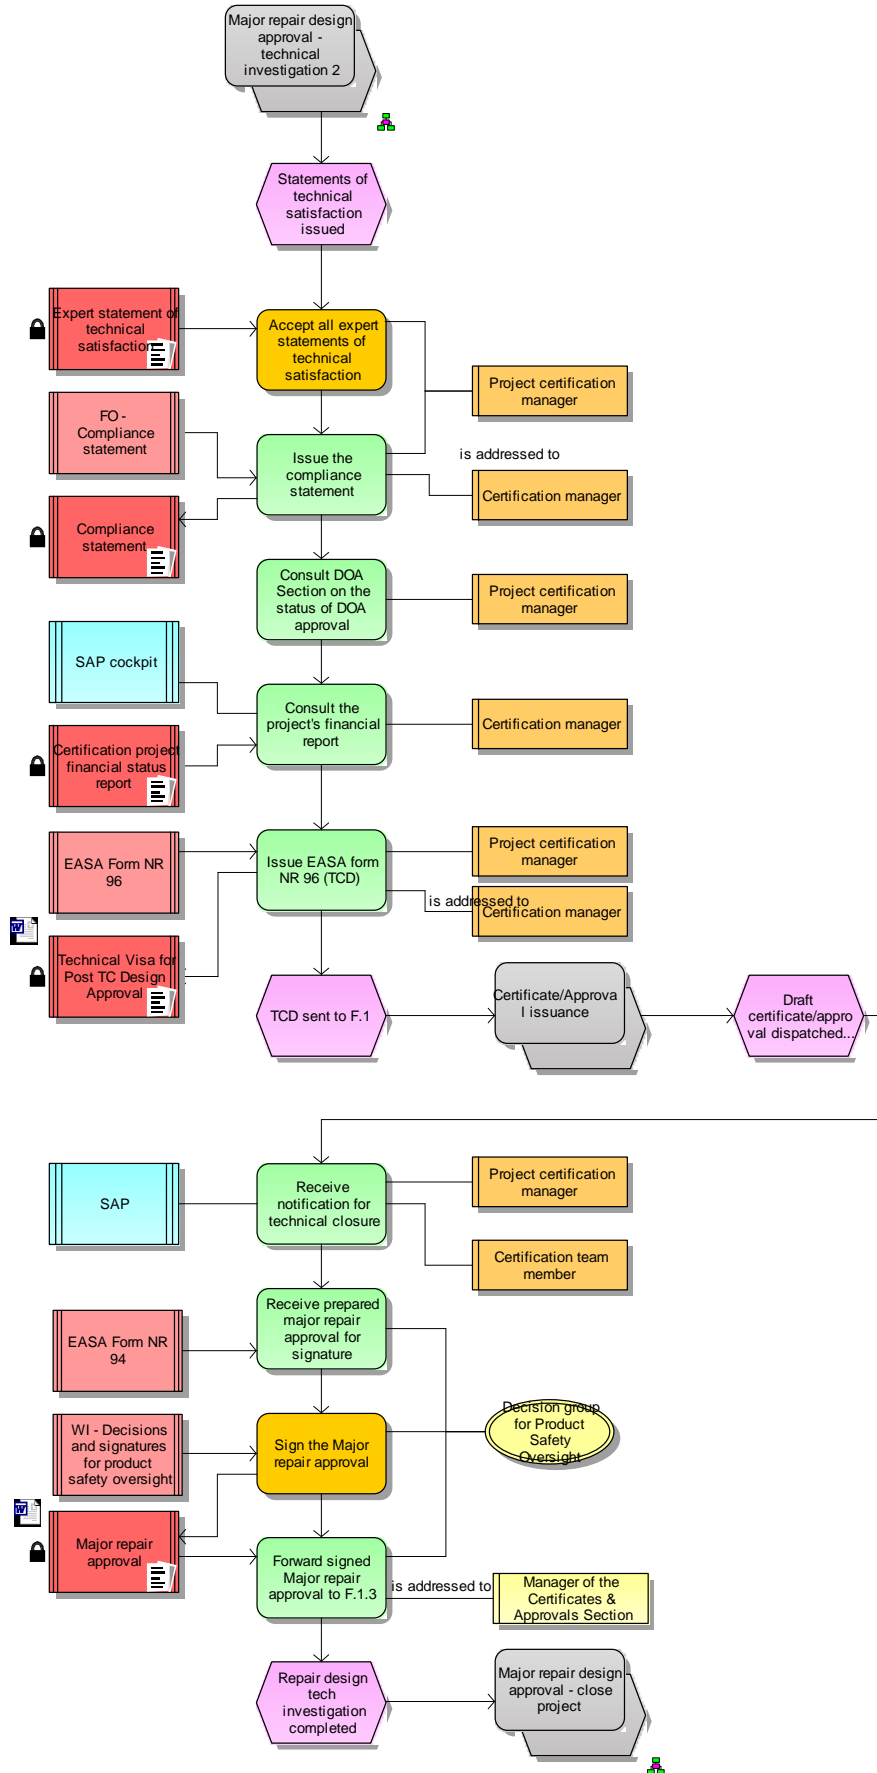 Major repair design
approval -
technical
investigation 2
Statements of
technical
satisfaction
issued
Expert statement of
technical
satisfaction
Accept all expert
statements of
technical
satisfaction
Project certification
manager
FO -
Compliance
statement
Issue the
compliance
statement
is addressed to
Certification manager
Compliance
statement
Consult DOA
Section on the
status of DOA
approval
Project certification
manager
SAP cockpit
Consult the
project's financial
report
Certification manager
Certification project
financial status
report
EASA Form NR
96
Issue EASA form
NR 96 (TCD)
Project certification
manager
is addressed to
Certification manager
Technical Visa for
Post TC Design
Approval
TCD sent to F.1
Certificate/Approva
l issuance
Draft
certificate/appro
val dispatched...
SAP
Receive
notification for
technical closure
Project certification
manager
Certification team
member
EASA Form NR
94
Receive prepared
major repair
approval for
signature
WI - Decisions
and signatures
for product
safety oversight
Sign the Major
repair approval
Decision group
for Product
Safety
Oversight
Major repair
approval
Forward signed
Major repair
approval to F.1.3
is addressed to
Manager of the
Certificates &
Approvals Section
Repair design
tech
investigation
completed
Major repair design
approval - close
project